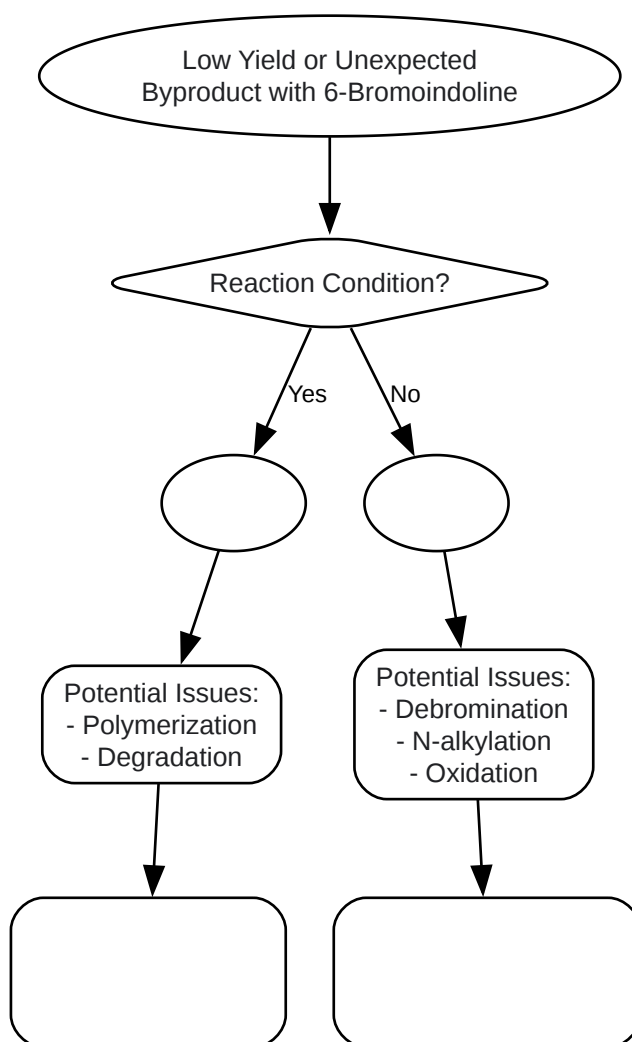 Low Yield or Unexpected
Byproduct with 6-Bromoindoline
Reaction Condition?
Yes
No
Potential Issues:
- Polymerization
- Degradation
Potential Issues:
- Debromination
- N-alkylation
- Oxidation